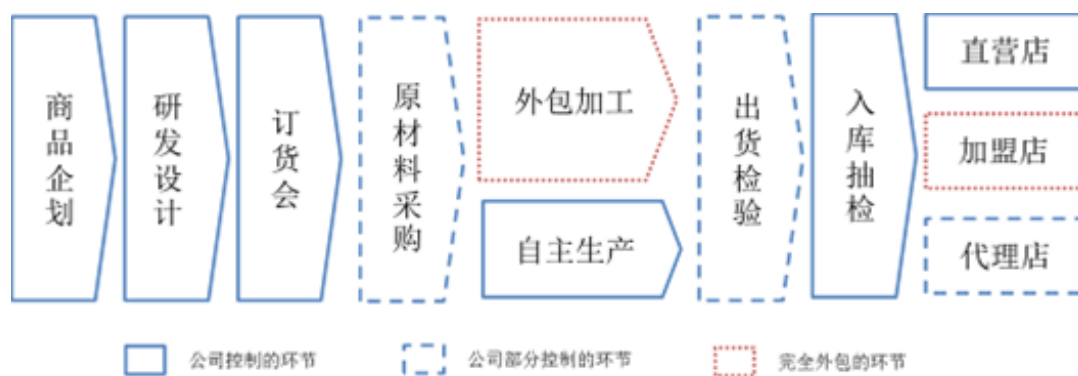 商品企划
研发设计
订货会
原材料采购
外包加工
自主生产
出货检验
入库抽检
直营店
加盟店
代理店
公司控制的环节
公司部分控制的环节
完全外包的环节